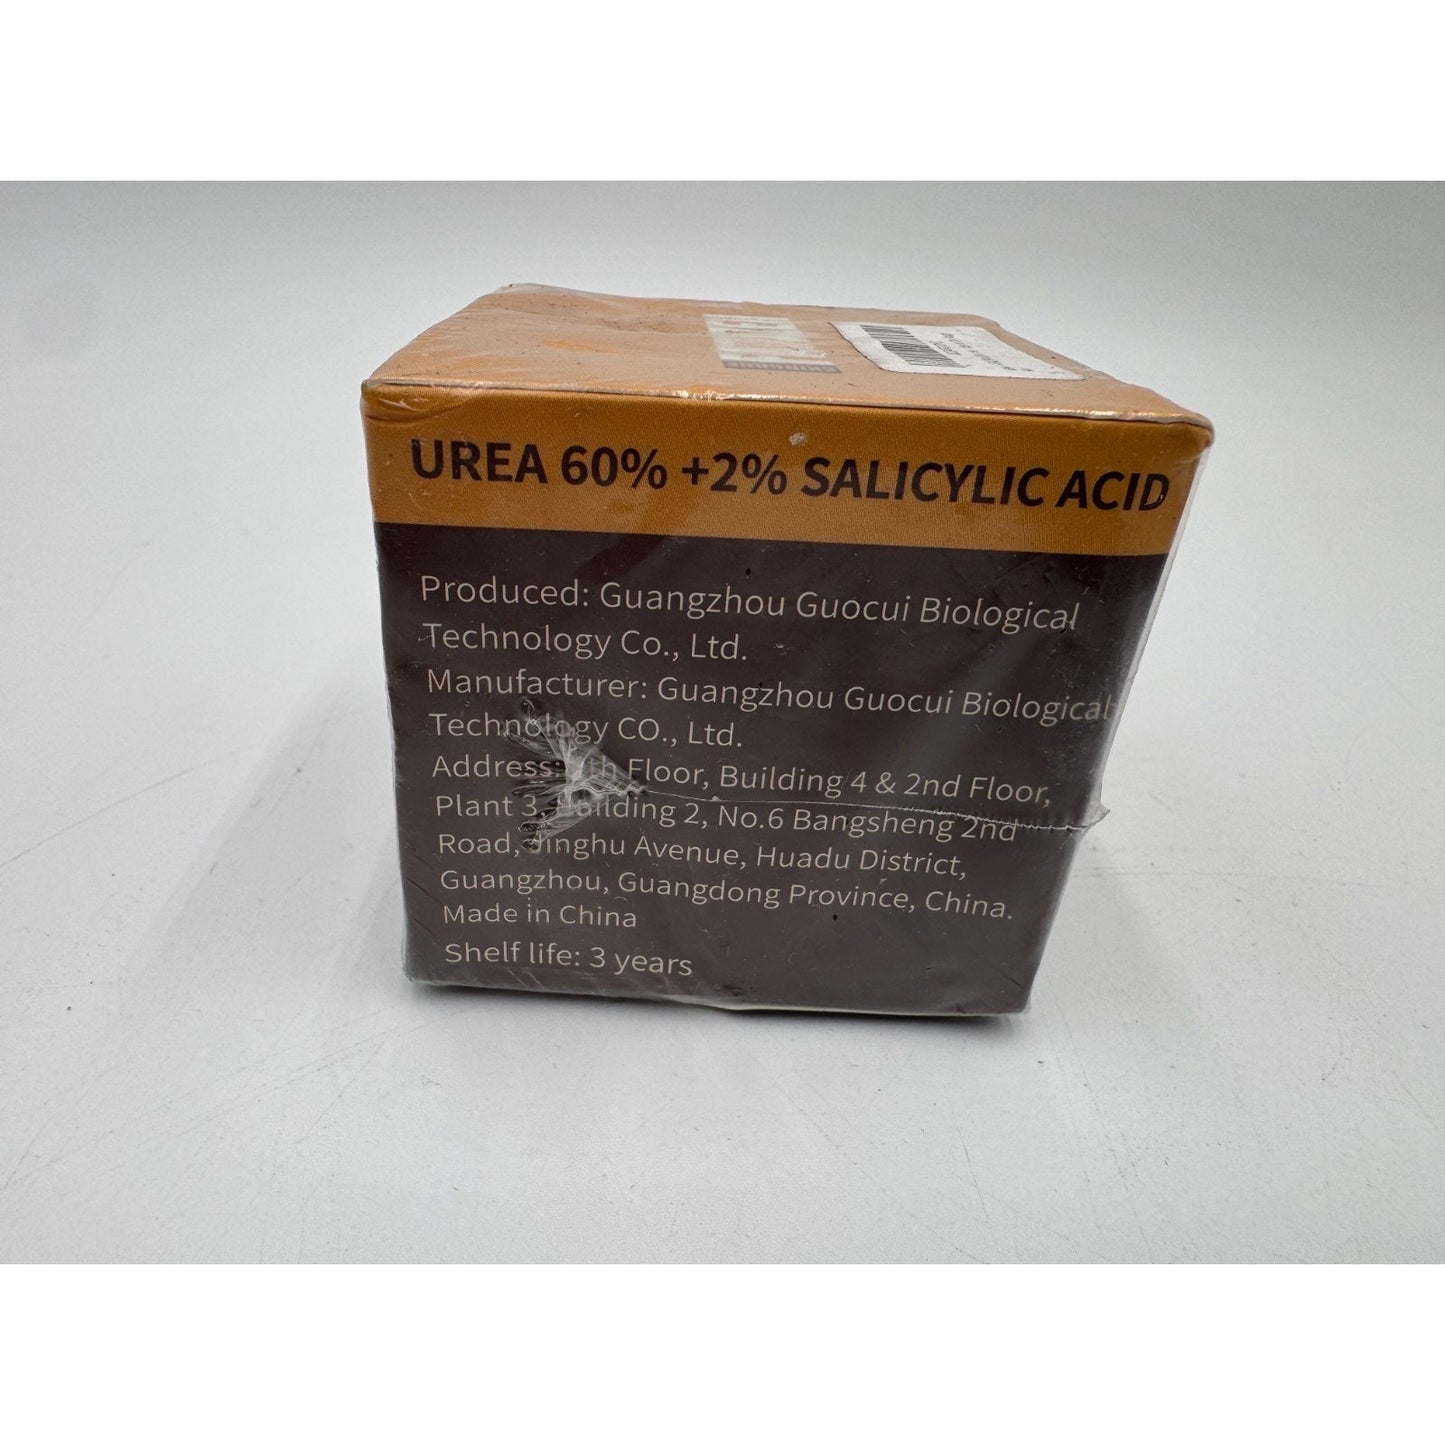 UREA 60% +2% SALICYLIC ACID
Produced: Guangzhou Guocui Biological
Technology Co., Ltd.
Manufacturer: Guangzhou Guocui Biological
Technology CO., Ltd.
Address: Floor, Building 4 & 2nd Floor,
Plant 3, Building 2, No.6 Bangsheng 2nd
Road, Jinghu Avenue, Huadu District,
Guangzhou, Guangdong Province, China.
Made in China
Shelf life: 3 years